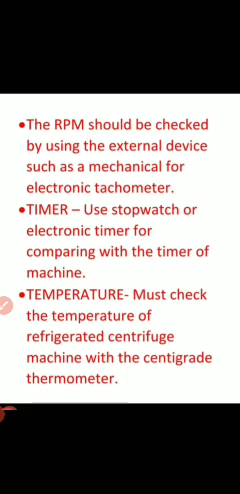 •The RPM should be checked
by using the external device
such as a mechanical for
electronic tachometer.
•TIMER – Use stopwatch or
electronic timer for
comparing with the timer of
machine.
•TEMPERATURE- Must check
the temperature of
refrigerated centrifuge
machine with the centigrade
thermometer.